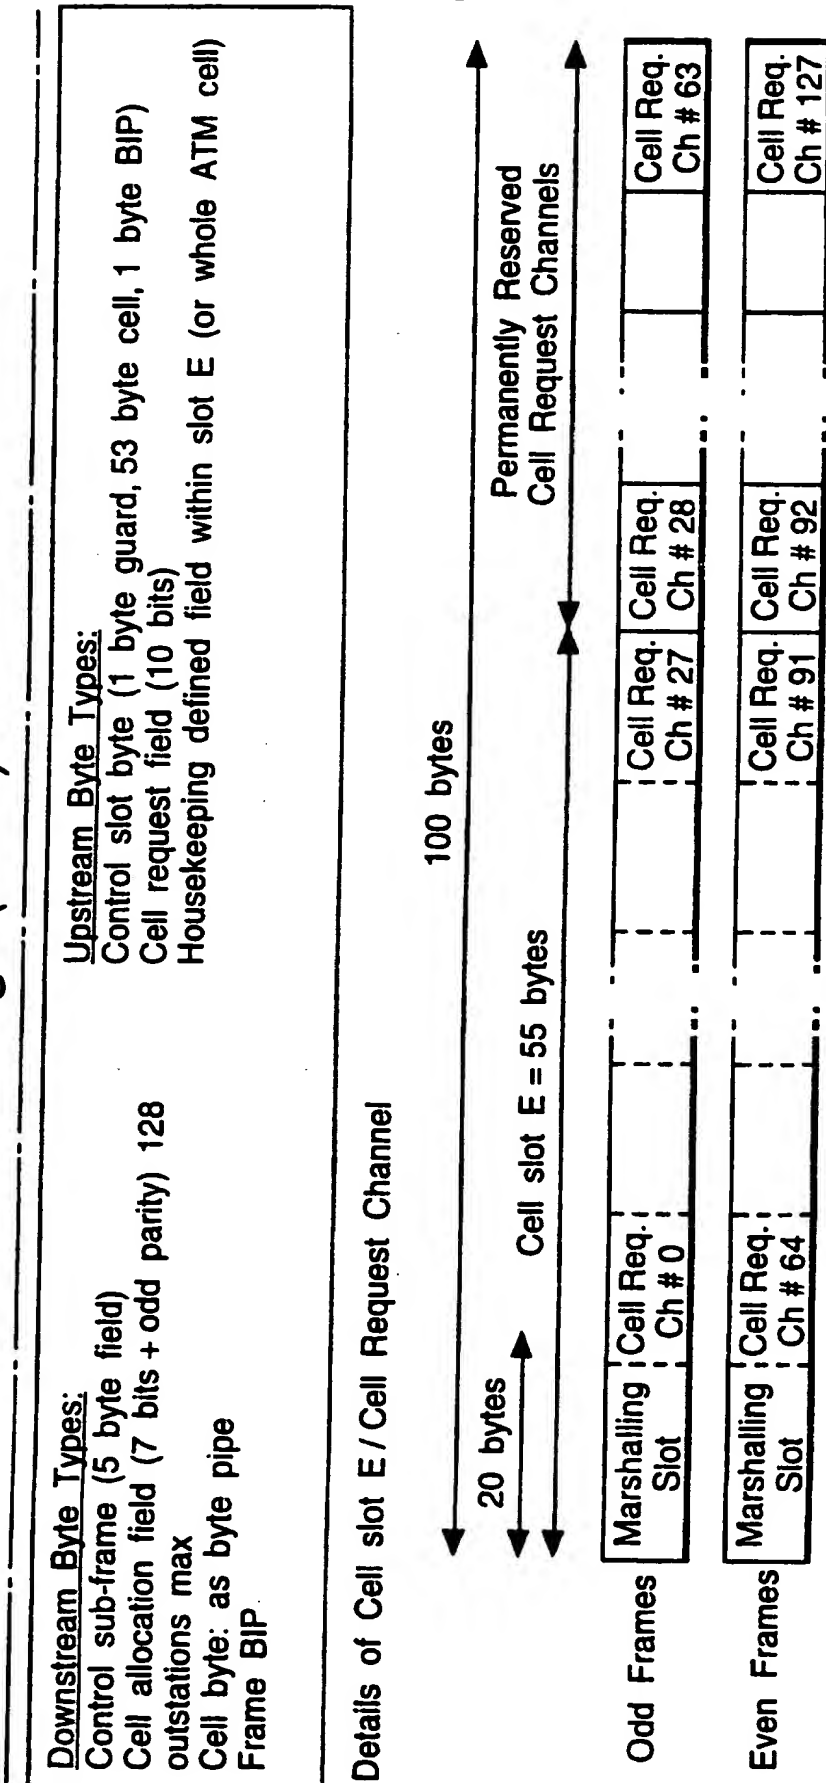 Downstream Byte Types:
Control sub-frame (5 byte field)
Cell allocation field (7 bits + odd parity) 128
outstations max
Cell byte: as byte pipe
Frame BIP
Upstream Byte Types:
Control slot byte (1 byte guard, 53 byte cell, 1 byte BIP)
Cell request field (10 bits)
Housekeeping defined field within slot E (or whole ATM cell)
Details of Cell slot E / Cell Request Channel
100 bytes
20 bytes
Cell slot E = 55 bytes
Permanently Reserved
Cell Request Channels
Odd Frames
Marshalling
Slot
Cell Req.
Ch # 0
Cell Req.
Ch # 27
Cell Req.
Ch # 28
Cell Req.
Ch # 63
Even Frames
Marshalling
Slot
Cell Req.
Ch # 64
Cell Req.
Ch # 91
Cell Req.
Ch # 92
Cell Req.
Ch # 127